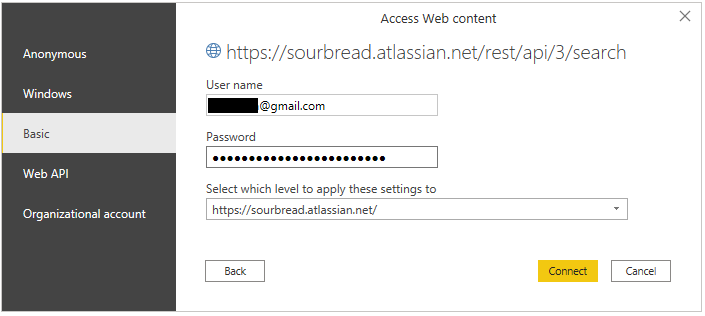 Access Web content
Anonymous
Windows
Basic
Web API
Organizational account
https://sourbread.atlassian.net/rest/api/3/search
User name
@gmail.com
Password
●●●●●●●●●●●●●●●●●●●●●●●●
Select which level to apply these settings to
https://sourbread.atlassian.net/
Back
Connect
Cancel